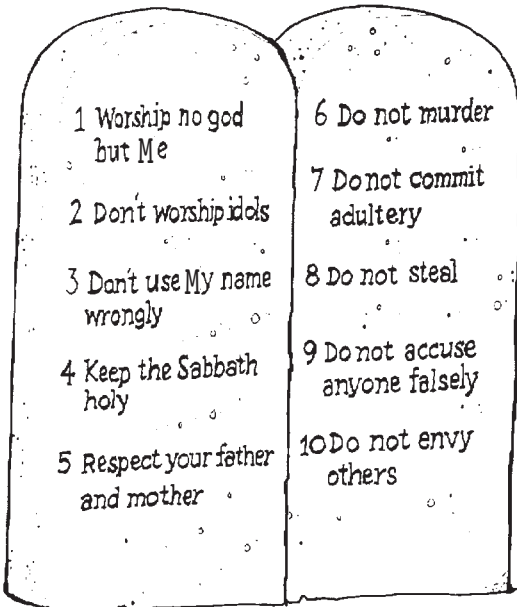 1 Worship no god
but Me
2 Don't worship idols
3 Don't use My name
wrongly
4 Keep the Sabbath
holy
5 Respect your father
and mother
6 Do not murder
7 Do not commit
adultery
8 Do not steal
9 Do not accuse
anyone falsely
10 Do not envy
others